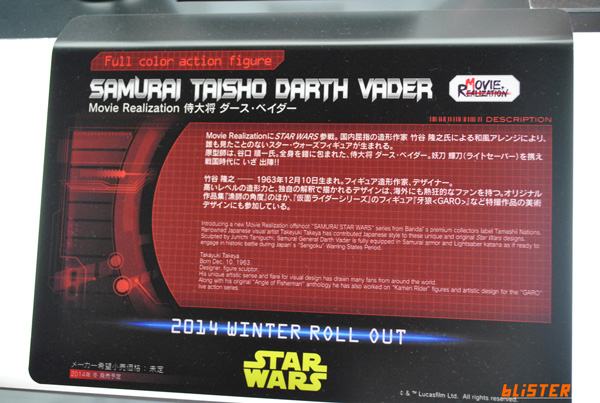 Full color action figure
SAMURAI TAISHO DARTH VADER
Movie Realization 侍大将 ダース・ベイダー
MOVIE
REALIZATION
DESCRIPTION
Movie RealizationにSTAR WARS 参戦。国内屈指の造形作家 竹谷 隆之氏による和風アレンジにより、
誰も見たことのないスター・ウォーズフィギュアが生まれる。
原型師は、谷口 順一氏。全身を鎧に包まれた、侍大将 ダース・ベイダー。妖刀 輝刀(ライトセーバー)を携え
戦国時代に いざ 出陣!!
竹谷 隆之 ―― 1963年12月10日生まれ。フィギュア造形作家、デザイナー。
高いレベルの造形力と、独自の解釈で描かれるデザインは、海外にも熱狂的なファンを持つ。オリジナル
作品集『漁師の角度』のほか、『仮面ライダーシリーズ』のフィギュア『牙狼<GARO>』など特撮作品の美術
デザインにも参加している。
Introducing a new Movie Realization offshoot "SAMURAI STAR WARS" series from Bandai's premium collectors label Tamashii Nations.
Renowned Japanese visual artist Takayuki Takeya has contributed Japanese style to these unique and original Star Wars designs.
Sculpted by Junichi Taniguchi, Samurai General Darth Vader is fully equipped in Samurai armor and Lightsaber katana as if ready to
engage in historic battle during Japan's "Sengoku" Warring States Period.
Takayuki Takeya
Born Dec. 10, 1963.
Designer, figure sculptor.
His unique artistic sense and flare for visual design has drawn many fans from around the world.
Along with his original "Angle of Fisherman" anthology he has also worked on "Kamen Rider" figures and artistic design for the "GARO"
live action series.
2014 WINTER ROLL OUT
メーカー希望小売価格:未定
2014年 冬 発売予定
STAR
WARS
© & ™ Lucasfilm Ltd. All rights reserved.
bLiSTER